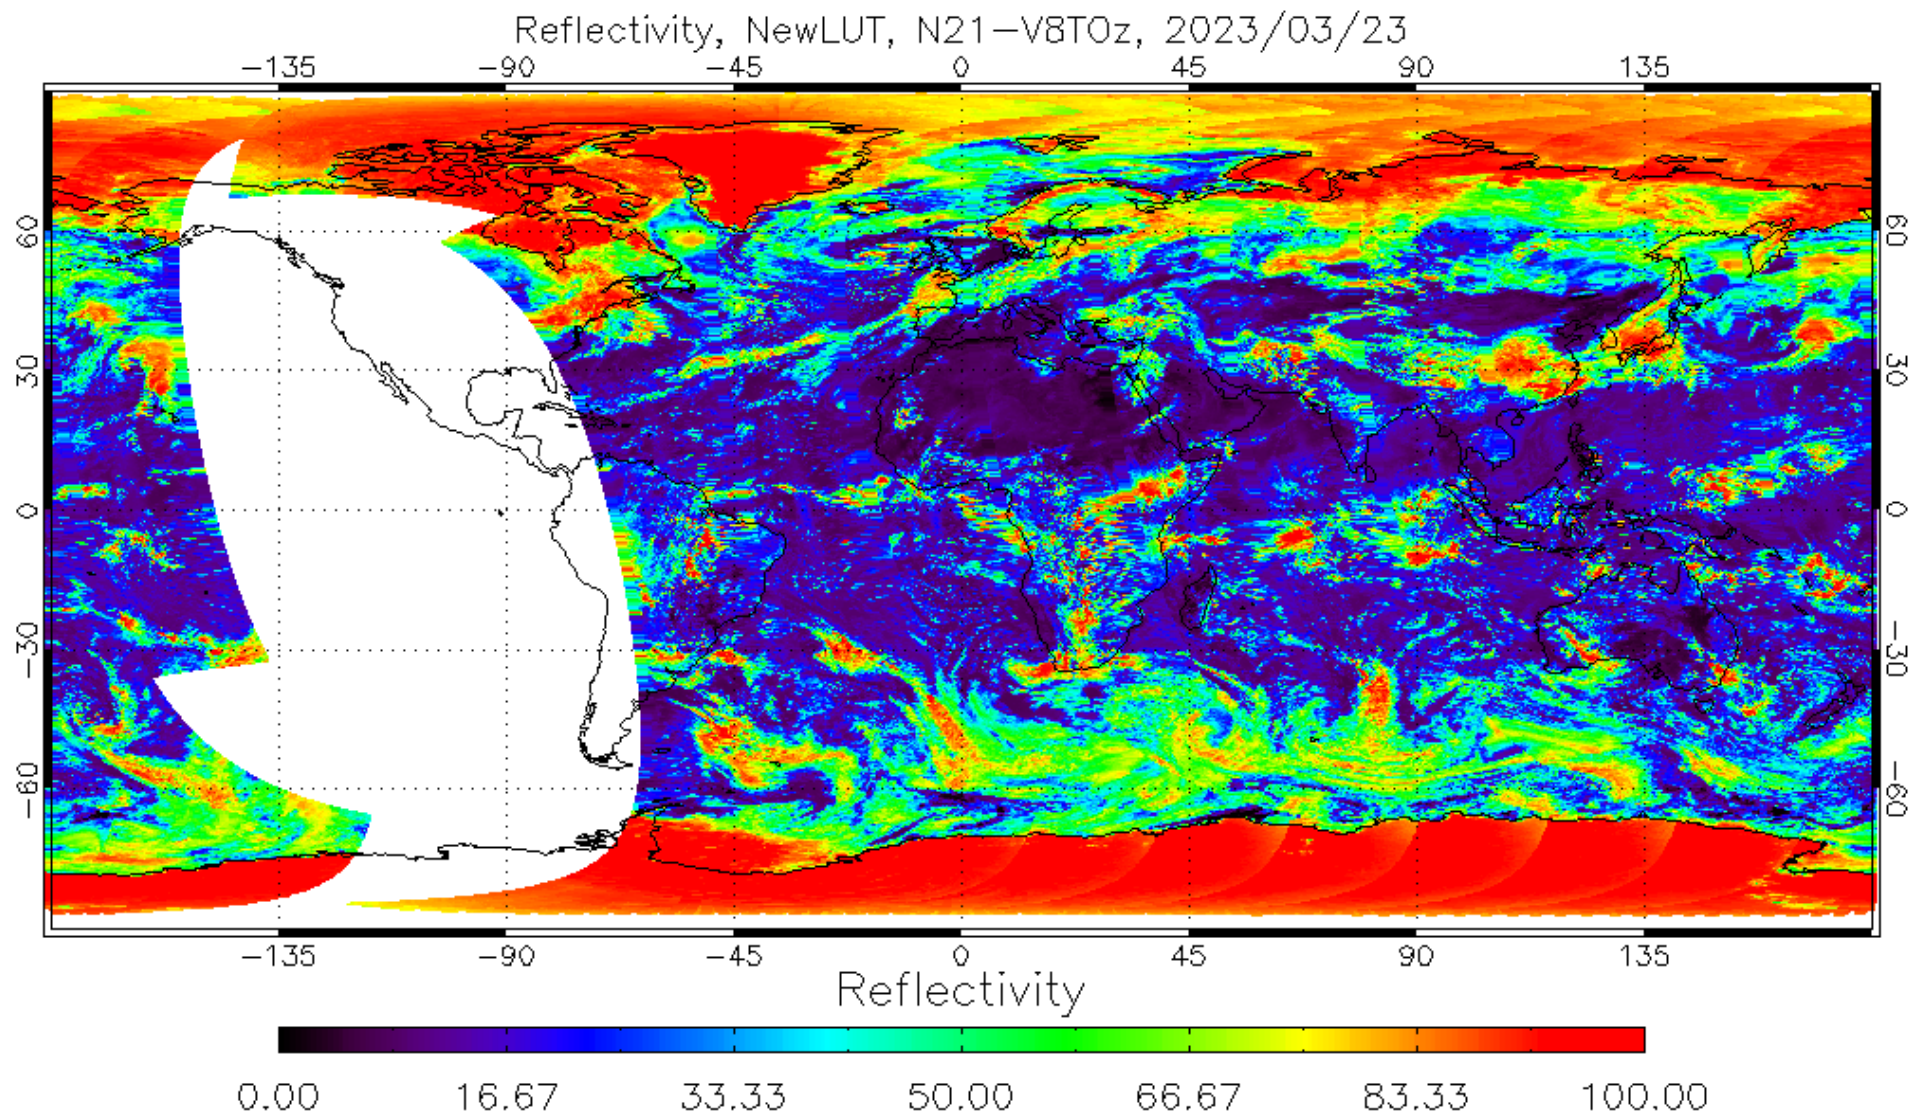 Reflectivity, NewLUT, N21−V8TOz, 2023/03/23
−135 −90 −45 0 45 90 135
60 60
30 30
0 0
−30 −30
−60 −60
−135 −90 −45 0 45 90 135
Reflectivity
0.00 16.67 33.33 50.00 66.67 83.33 100.00